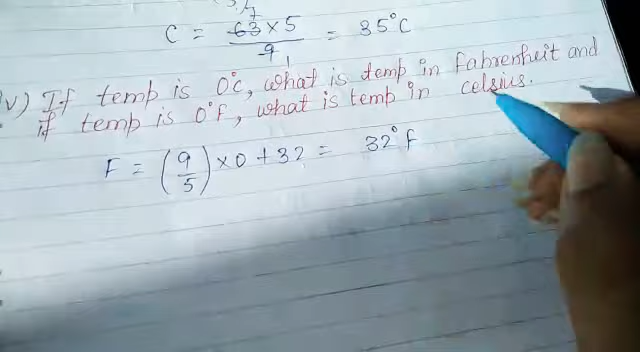 C = 63 × 5 / 9 = 35°C
v) If temp is 0°C, what is temp in Fahrenheit and
if temp is 0°F, what is temp in celsius.
F = (9/5) × 0 + 32 = 32°F